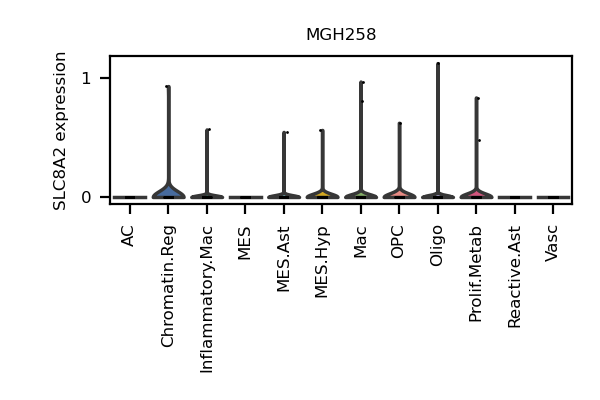 MGH258
SLC8A2 expression
1
0
AC
Chromatin.Reg
Inflammatory.Mac
MES
MES.Ast
MES.Hyp
Mac
OPC
Oligo
Prolif.Metab
Reactive.Ast
Vasc